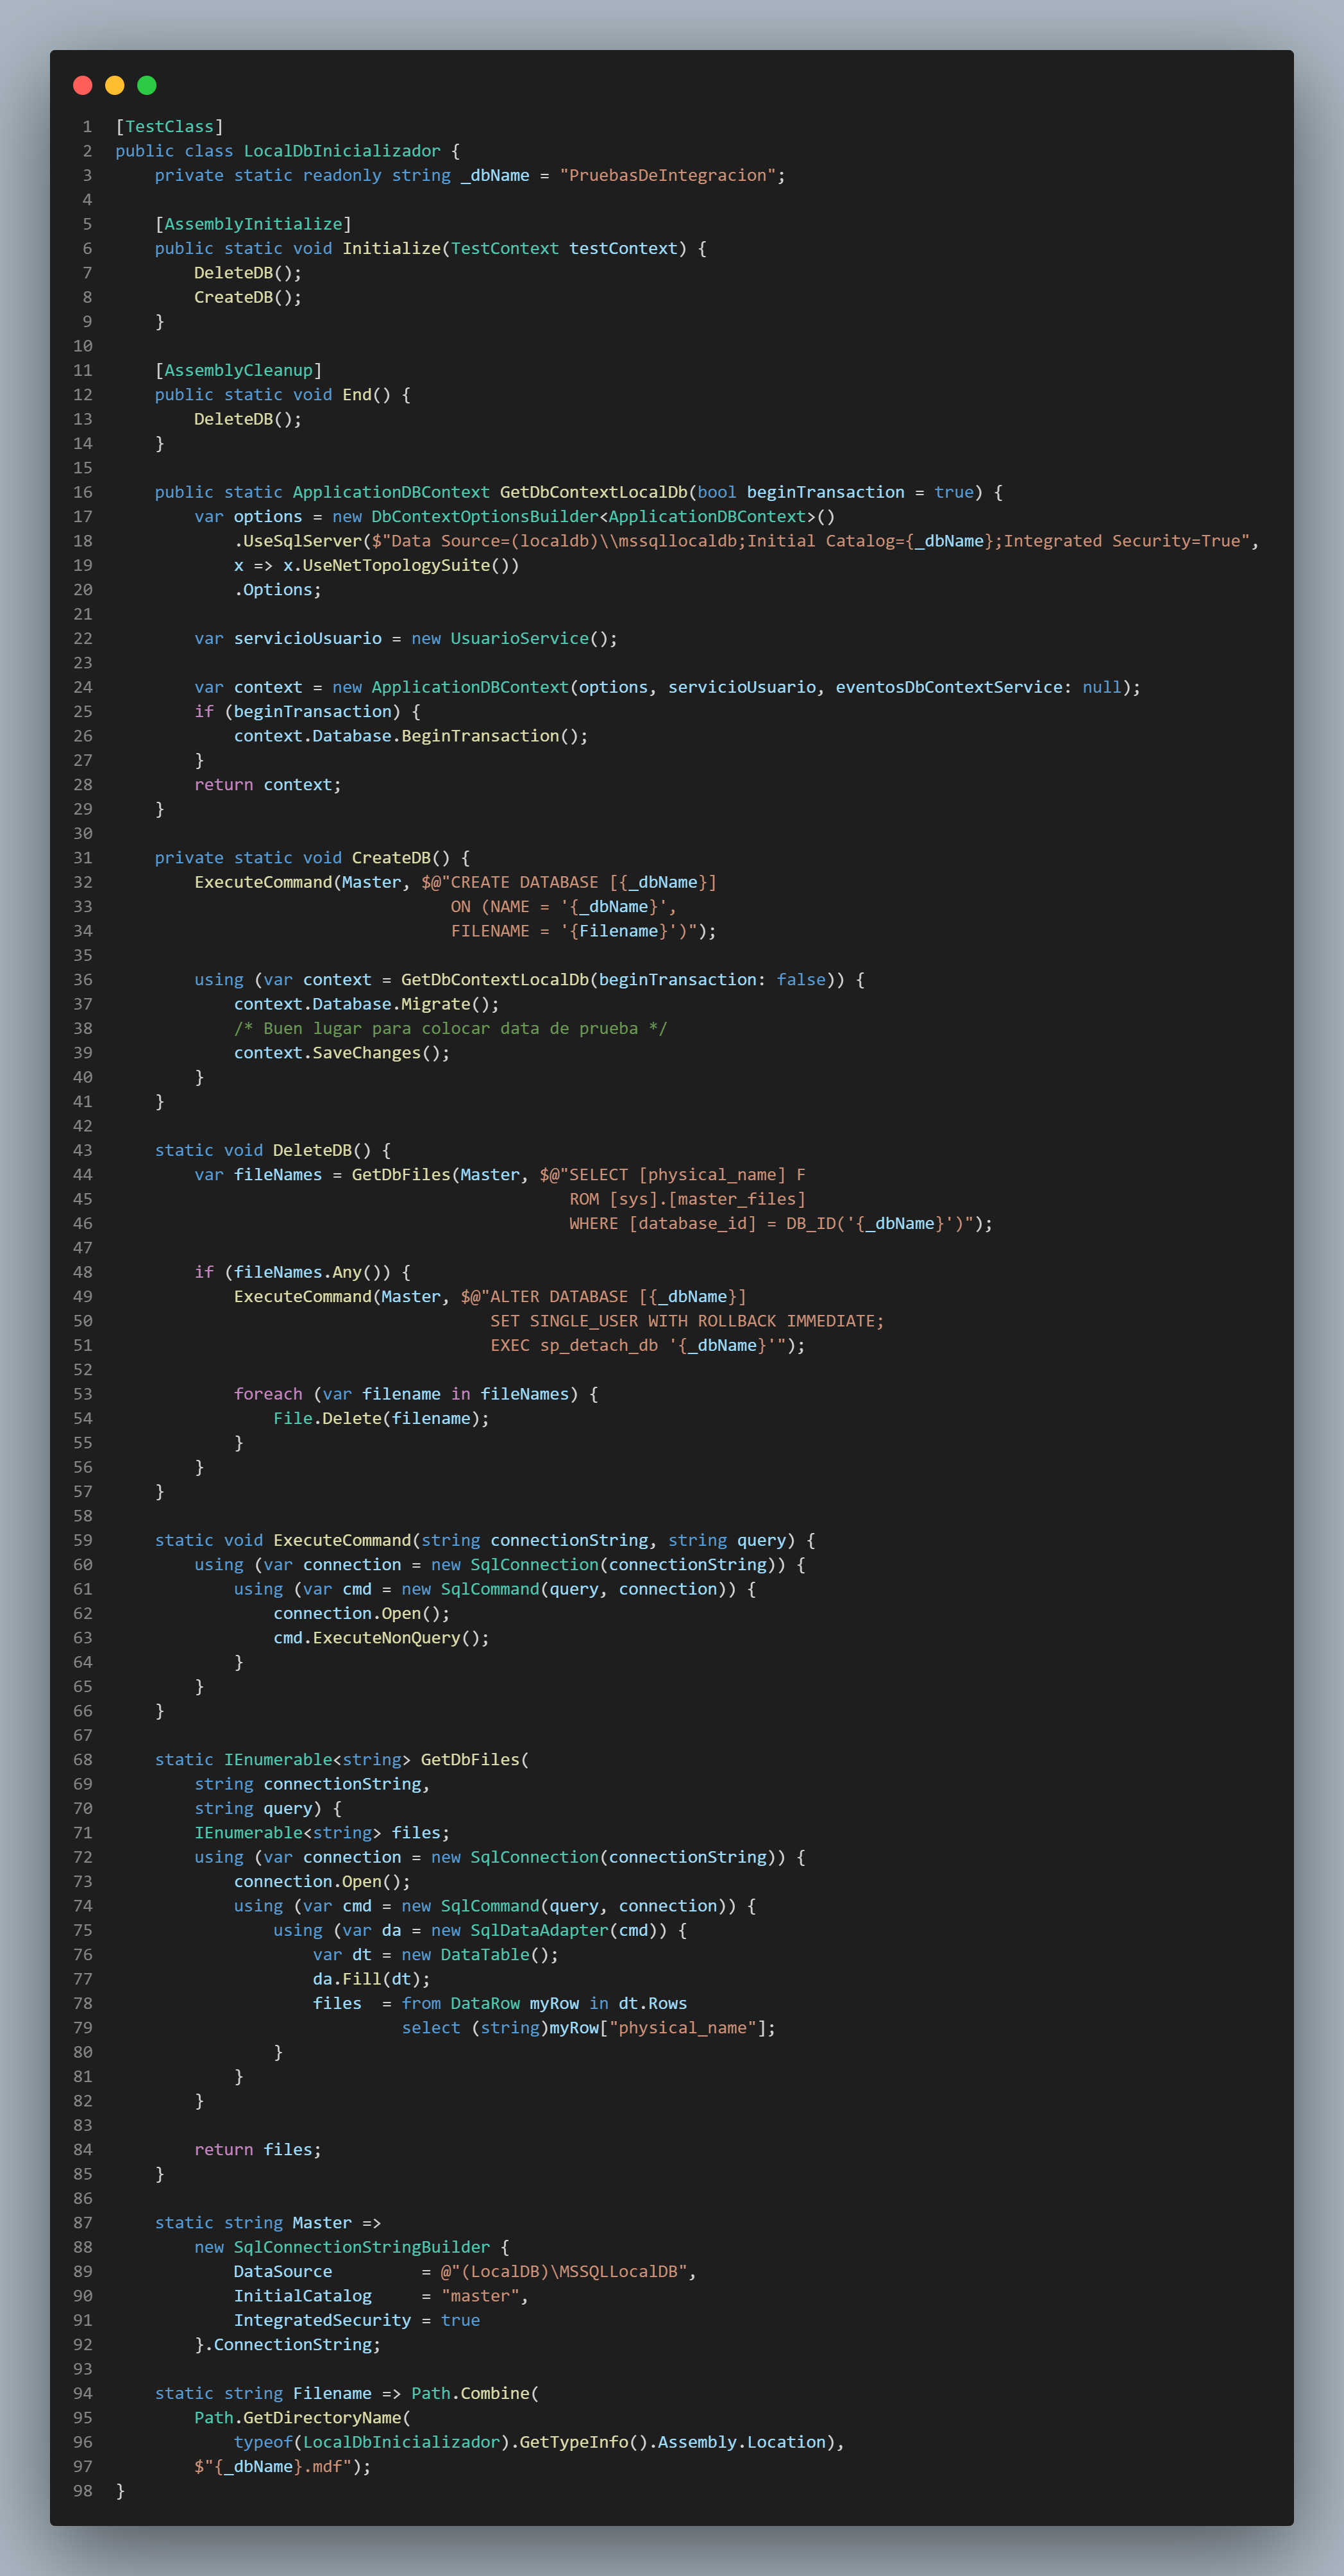 1 [TestClass]
2 public class LocalDbInicializador {
3     private static readonly string _dbName = "PruebasDeIntegracion";
4
5     [AssemblyInitialize]
6     public static void Initialize(TestContext testContext) {
7         DeleteDB();
8         CreateDB();
9     }
10
11     [AssemblyCleanup]
12     public static void End() {
13         DeleteDB();
14     }
15
16     public static ApplicationDBContext GetDbContextLocalDb(bool beginTransaction = true) {
17         var options = new DbContextOptionsBuilder<ApplicationDBContext>()
18             .UseSqlServer($"Data Source=(localdb)\\mssqllocaldb;Initial Catalog={_dbName};Integrated Security=True",
19             x => x.UseNetTopologySuite())
20             .Options;
21
22         var servicioUsuario = new UsuarioService();
23
24         var context = new ApplicationDBContext(options, servicioUsuario, eventosDbContextService: null);
25         if (beginTransaction) {
26             context.Database.BeginTransaction();
27         }
28         return context;
29     }
30
31     private static void CreateDB() {
32         ExecuteCommand(Master, $@"CREATE DATABASE [{_dbName}]
33                                   ON (NAME = '{_dbName}',
34                                   FILENAME = '{Filename}')");
35
36         using (var context = GetDbContextLocalDb(beginTransaction: false)) {
37             context.Database.Migrate();
38             /* Buen lugar para colocar data de prueba */
39             context.SaveChanges();
40         }
41     }
42
43     static void DeleteDB() {
44         var fileNames = GetDbFiles(Master, $@"SELECT [physical_name] F
45                                               ROM [sys].[master_files]
46                                               WHERE [database_id] = DB_ID('{_dbName}')");
47
48         if (fileNames.Any()) {
49             ExecuteCommand(Master, $@"ALTER DATABASE [{_dbName}]
50                                       SET SINGLE_USER WITH ROLLBACK IMMEDIATE;
51                                       EXEC sp_detach_db '{_dbName}'");
52
53             foreach (var filename in fileNames) {
54                 File.Delete(filename);
55             }
56         }
57     }
58
59     static void ExecuteCommand(string connectionString, string query) {
60         using (var connection = new SqlConnection(connectionString)) {
61             using (var cmd = new SqlCommand(query, connection)) {
62                 connection.Open();
63                 cmd.ExecuteNonQuery();
64             }
65         }
66     }
67
68     static IEnumerable<string> GetDbFiles(
69         string connectionString,
70         string query) {
71         IEnumerable<string> files;
72         using (var connection = new SqlConnection(connectionString)) {
73             connection.Open();
74             using (var cmd = new SqlCommand(query, connection)) {
75                 using (var da = new SqlDataAdapter(cmd)) {
76                     var dt = new DataTable();
77                     da.Fill(dt);
78                     files  = from DataRow myRow in dt.Rows
79                              select (string)myRow["physical_name"];
80                 }
81             }
82         }
83
84         return files;
85     }
86
87     static string Master =>
88         new SqlConnectionStringBuilder {
89             DataSource         = @"(LocalDB)\MSSQLLocalDB",
90             InitialCatalog     = "master",
91             IntegratedSecurity = true
92         }.ConnectionString;
93
94     static string Filename => Path.Combine(
95         Path.GetDirectoryName(
96             typeof(LocalDbInicializador).GetTypeInfo().Assembly.Location),
97         $"{_dbName}.mdf");
98 }